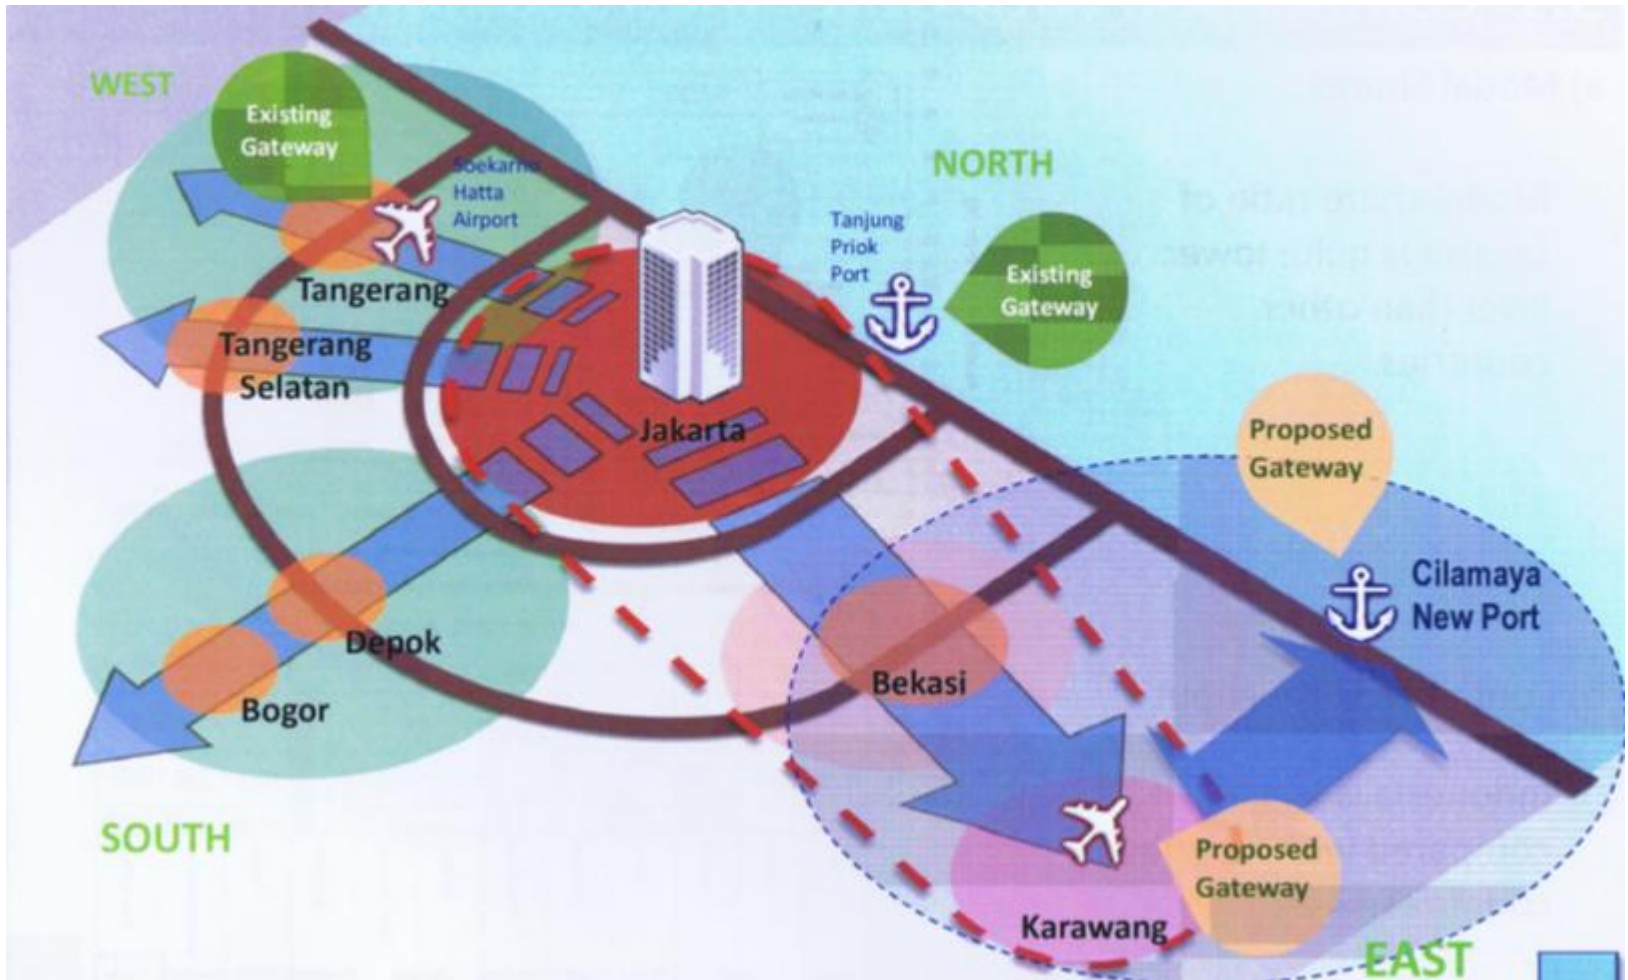 WEST
Existing
Gateway
Soekarno
Hatta
Airport
NORTH
Tanjung
Priok
Port
Existing
Gateway
Tangerang
Tangerang
Selatan
Jakarta
Proposed
Gateway
Cilamaya
New Port
Depok
Bogor
Bekasi
SOUTH
Proposed
Gateway
Karawang
EAST